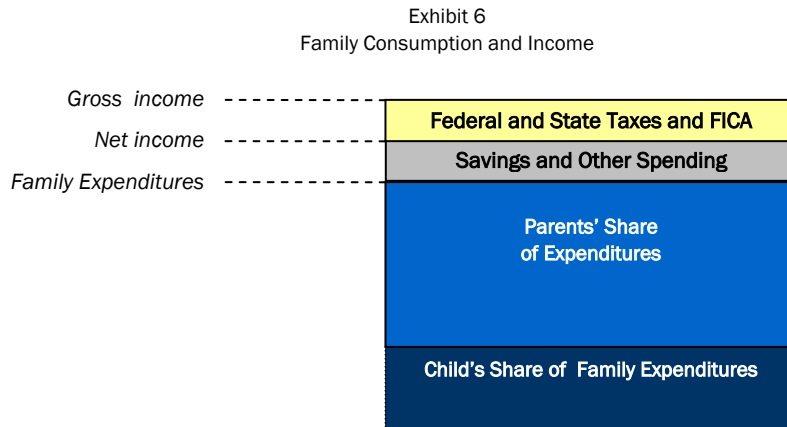 Exhibit 6
Family Consumption and Income
Gross income
Federal and State Taxes and FICA
Net income
Savings and Other Spending
Family Expenditures
Parents' Share
of Expenditures
Child's Share of Family Expenditures